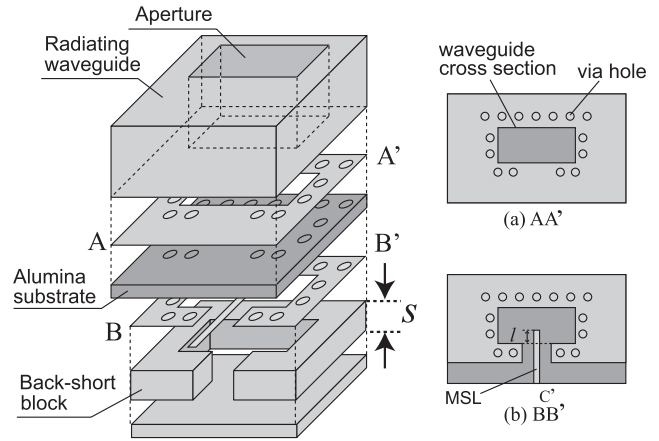 Aperture
Radiating
waveguide
A'
A
B'
Alumina
substrate
B
S
Back-short
block
waveguide
cross section
via hole
(a) AA'
l
MSL
C'
(b) BB'